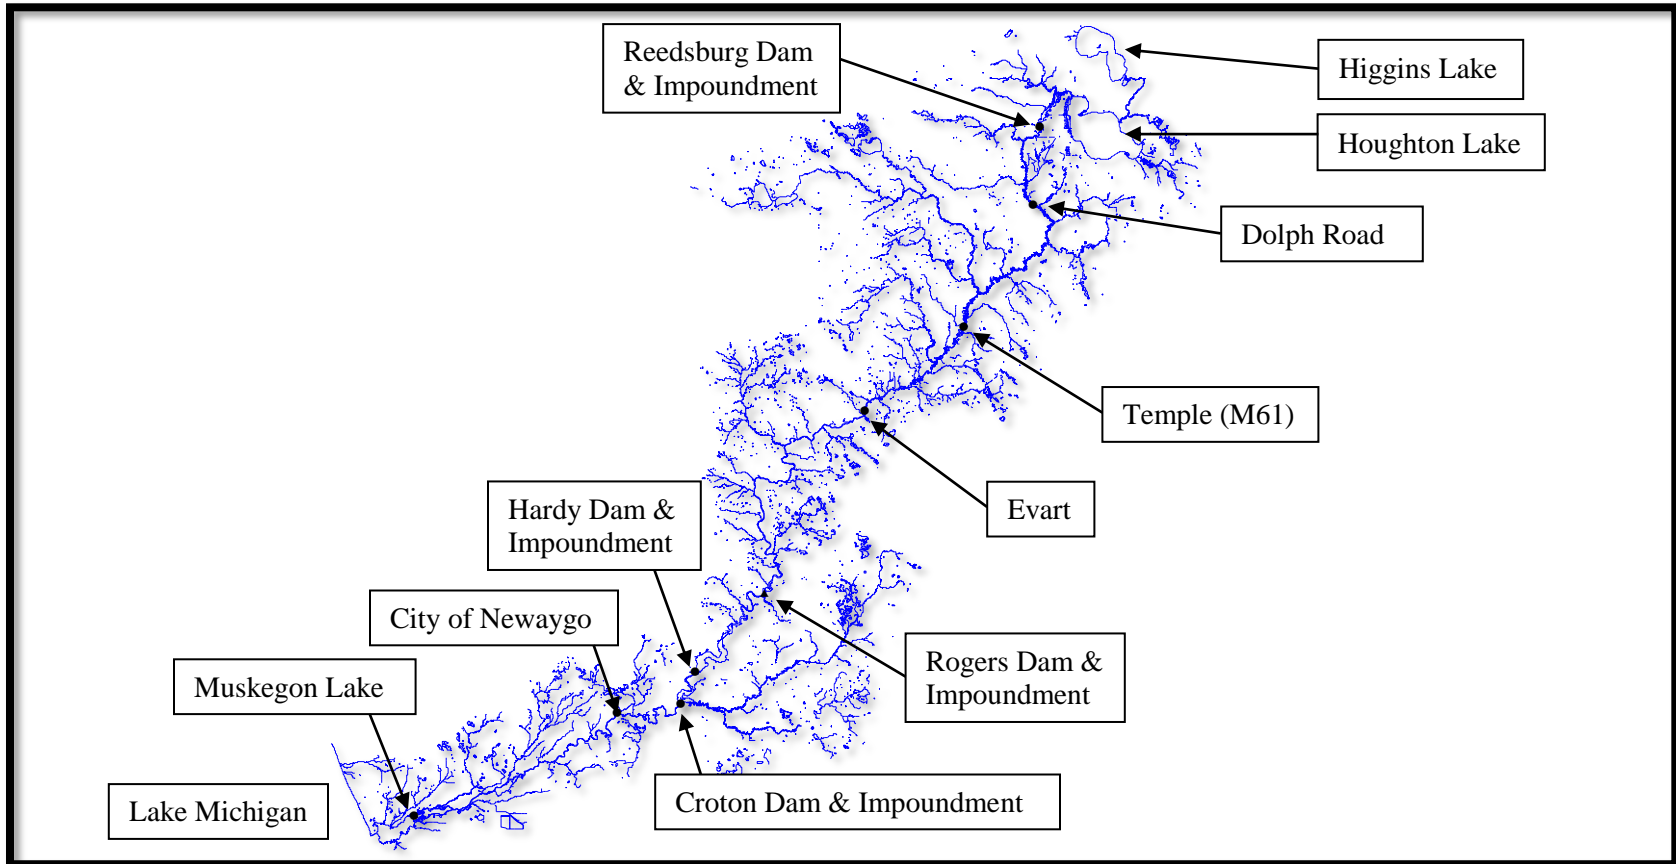 Reedsburg Dam
& Impoundment
Higgins Lake
Houghton Lake
Dolph Road
Temple (M61)
Evart
Hardy Dam &
Impoundment
City of Newaygo
Rogers Dam &
Impoundment
Muskegon Lake
Croton Dam & Impoundment
Lake Michigan